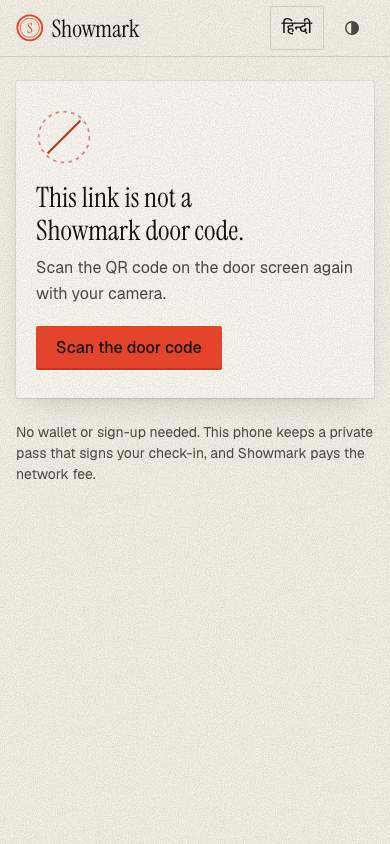 S
Showmark
हिन्दी
This link is not a
Showmark door code.
Scan the QR code on the door screen again
with your camera.
Scan the door code
No wallet or sign-up needed. This phone keeps a private
pass that signs your check-in, and Showmark pays the
network fee.